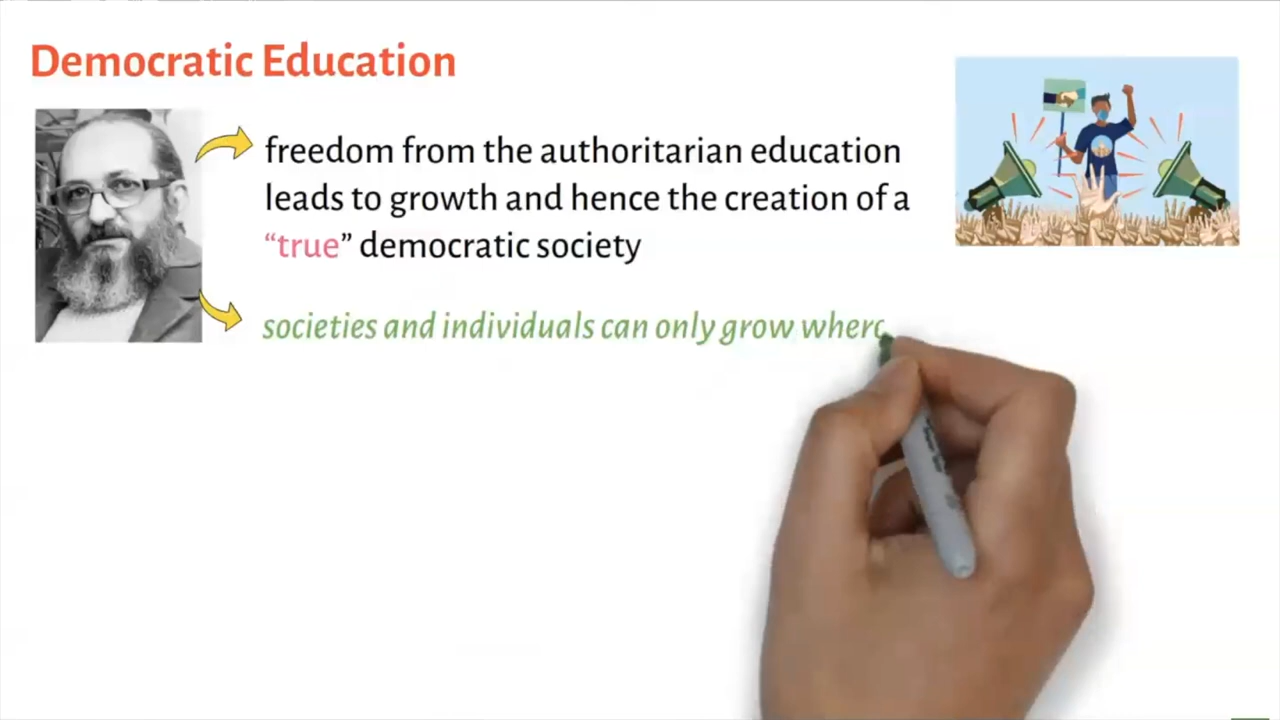 Democratic Education
freedom from the authoritarian education
leads to growth and hence the creation of a
“true” democratic society
societies and individuals can only grow where